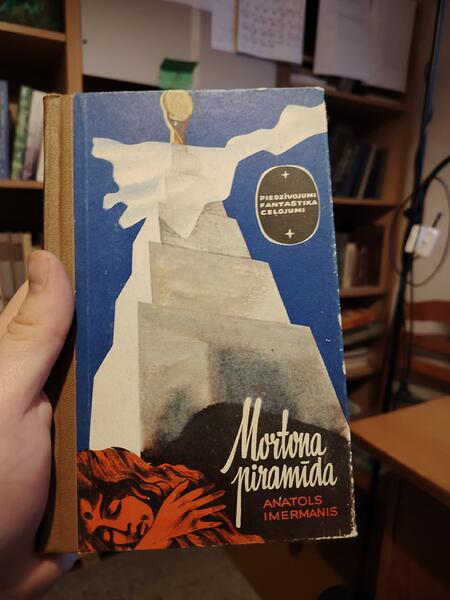 PIEDZĪVOJUMI
FANTASTIKA
CEĻOJUMI
Mortona
piramīda
ANATOLS
IMERMANIS